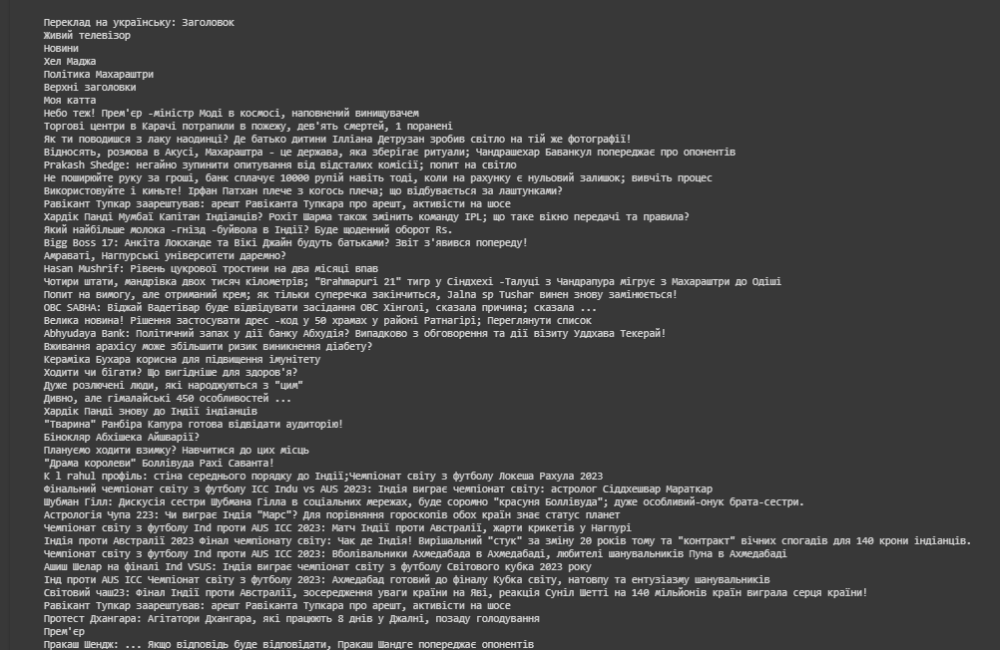 Переклад на українську: Заголовок
Живий телевізор
Новини
Хел Маджа
Політика Махараштри
Верхні заголовки
Моя катта
Небо теж! Прем'єр -міністр Моді в космосі, наповнений винищувачем
Торгові центри в Карачі потрапили в пожежу, дев'ять смертей, 1 поранені
Як ти поводишся з лаку наодинці? Де батько дитини Ілліана Детрузан зробив світло на тій же фотографії!
Відносять, розмова в Акусі, Махараштра - це держава, яка зберігає ритуали; Чандрашехар Баванкул попереджає про опонентів
Prakash Shedge: негайно зупинити опитування від відсталих комісії; попит на світло
Не поширюйте руку за гроші, банк сплачує 10000 рупій навіть тоді, коли на рахунку є нульовий залишок; вивчіть процес
Використовуйте і киньте! Ірфан Патхан плече з когось плеча; що відбувається за лаштунками?
Равікант Тупкар заарештував: арешт Равіканта Тупкара про арешт, активісти на шосе
Хардік Панді Мумбаї Капітан Індіанців? Рохіт Шарма також змінить команду IPL; що таке вікно передачі та правила?
Який найбільше молока -гнізд -буйвола в Індії? Буде щоденний оборот Rs.
Bigg Boss 17: Анкіта Локханде та Вікі Джайн будуть батьками? Звіт з'явився попереду!
Амраваті, Нагпурські університети даремно?
Hasan Mushrif: Рівень цукрової тростини на два місяці впав
Чотири штати, мандрівка двох тисяч кілометрів; "Brahmapuri 21" тигр у Сіндхехі -Талуці з Чандрапура мігрує з Махараштри до Одіші
Попит на вимогу, але отриманий крем; як тільки суперечка закінчиться, Jalna sp Tushar винен знову замінюється!
OBC SABHA: Віджай Вадетівар буде відвідувати засідання OBC Хінголі, сказала причина; сказала ...
Велика новина! Рішення застосувати дрес -код у 50 храмах у районі Ратнагірі; Переглянути список
Abhyudaya Bank: Політичний запах у дії банку Абхудія? Випадково з обговорення та дії візиту Уддхава Текерай!
Вживання арахісу може збільшити ризик виникнення діабету?
Кераміка Бухара корисна для підвищення імунітету
Ходити чи бігати? Що вигідніше для здоров'я?
Дуже розлючені люди, які народжуються з "цим"
Дивно, але гімалайські 450 особливостей ...
Хардік Панді знову до Індії індіанців
"Тварина" Ранбіра Капура готова відвідати аудиторію!
Бінокляр Абхішека Айшварії?
Плануємо ходити взимку? Навчитися до цих місць
"Драма королеви" Боллівуда Рахі Саванта!
K l rahul профіль: стіна середнього порядку до Індії;Чемпіонат світу з футболу Локеша Рахула 2023
Фінальний чемпіонат світу з футболу ICC Indu vs AUS 2023: Індія виграє чемпіонат світу: астролог Сіддхешвар Мараткар
Шубман Гілл: Дискусія сестри Шубмана Гілла в соціальних мережах, буде соромно "красуня Боллівуда"; дуже особливий-онук брата-сестри.
Астрологія Чупа 223: Чи виграє Індія "Марс"? Для порівняння гороскопів обох країн знає статус планет
Чемпіонат світу з футболу Ind проти AUS ICC 2023: Матч Індії проти Австралії, жарти крикетів у Нагпурі
Індія проти Австралії 2023 Фінал чемпіонату світу: Чак де Індія! Вирішальний "стук" за зміну 20 років тому та "контракт" вічних спогадів для 140 крони індіанців.
Чемпіонат світу з футболу Ind проти AUS ICC 2023: Вболівальники Ахмедабада в Ахмедабаді, любителі шанувальників Пуна в Ахмедабаді
Ашиш Шелар на фіналі Ind VSUS: Індія виграє чемпіонат світу з футболу Світового кубка 2023 року
Інд проти AUS ICC Чемпіонат світу з футболу 2023: Ахмедабад готовий до фіналу Кубка світу, натовпу та ентузіазму шанувальників
Світовий чаш23: Фінал Індії проти Австралії, зосередження уваги країни на Яві, реакція Суніл Шетті на 140 мільйонів країн виграла серця країни!
Равікант Тупкар заарештував: арешт Равіканта Тупкара про арешт, активісти на шосе
Протест Дхангара: Агітатори Дхангара, які працюють 8 днів у Джалні, позаду голодування
Прем'єр
Пракаш Шендж: ... Якщо відповідь буде відповідати, Пракаш Шандге попереджає опонентів